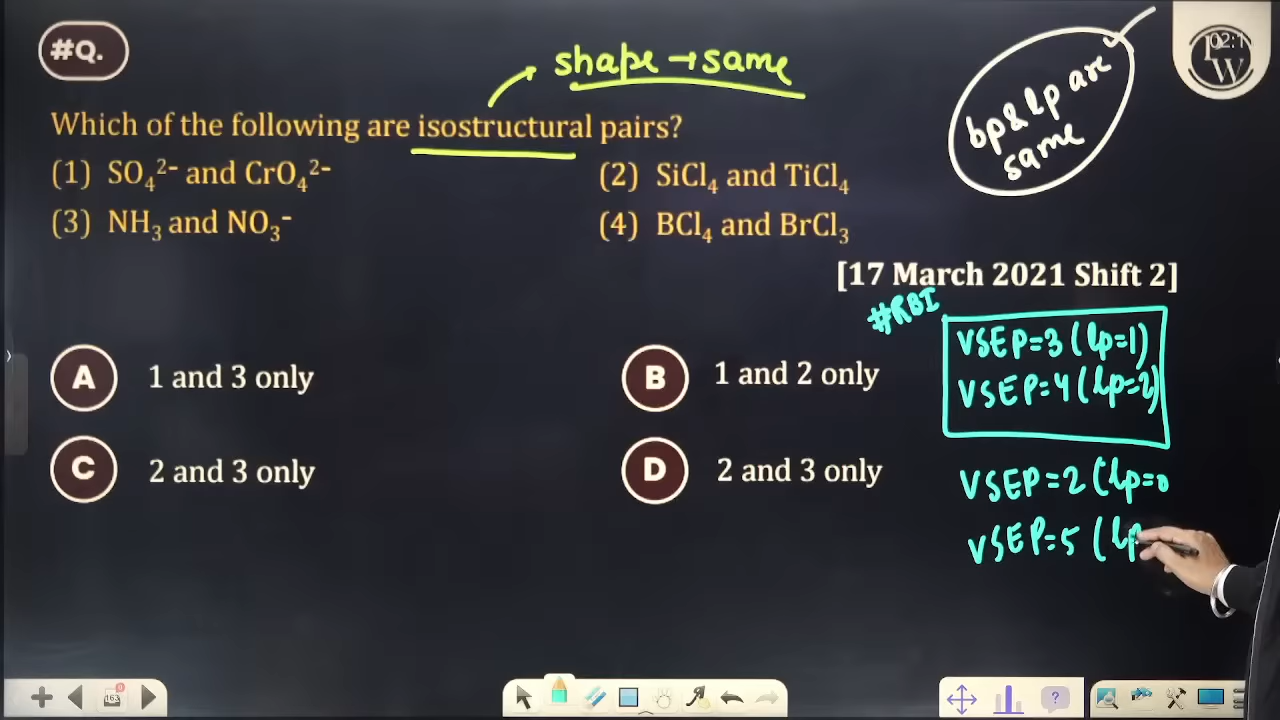 #Q.
shape → same
bp & lp are same
Which of the following are isostructural pairs?
(1) SO₄²⁻ and CrO₄²⁻
(2) SiCl₄ and TiCl₄
(3) NH₃ and NO₃⁻
(4) BCl₄ and BrCl₃
[17 March 2021 Shift 2]
#RBI
VSEP=3 (lp=1)
VSEP=4 (lp=2)
A 1 and 3 only
B 1 and 2 only
C 2 and 3 only
D 2 and 3 only
VSEP=2 (lp=0
VSEP=5 (lp
W
163